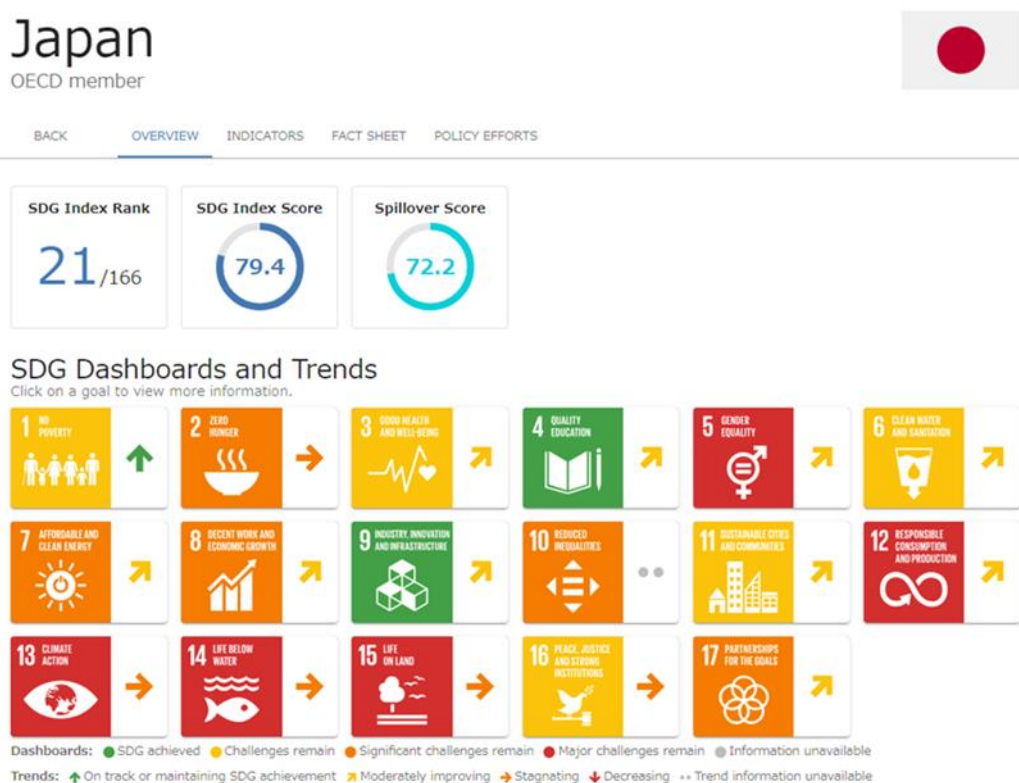 Japan
OECD member
BACK OVERVIEW INDICATORS FACT SHEET POLICY EFFORTS
SDG Index Rank
21/166
SDG Index Score
79.4
Spillover Score
72.2
SDG Dashboards and Trends
Click on a goal to view more information.
1 NO
POVERTY
2 ZERO
HUNGER
3 GOOD HEALTH
AND WELL-BEING
4 QUALITY
EDUCATION
5 GENDER
EQUALITY
6 CLEAN WATER
AND SANITATION
7 AFFORDABLE AND
CLEAN ENERGY
8 DECENT WORK AND
ECONOMIC GROWTH
9 INDUSTRY, INNOVATION
AND INFRASTRUCTURE
10 REDUCED
INEQUALITIES
11 SUSTAINABLE CITIES
AND COMMUNITIES
12 RESPONSIBLE
CONSUMPTION
AND PRODUCTION
13 CLIMATE
ACTION
14 LIFE BELOW
WATER
15 LIFE
ON LAND
16 PEACE, JUSTICE
AND STRONG
INSTITUTIONS
17 PARTNERSHIPS
FOR THE GOALS
Dashboards: SDG achieved Challenges remain Significant challenges remain Major challenges remain Information unavailable
Trends: On track or maintaining SDG achievement Moderately improving Stagnating Decreasing Trend information unavailable